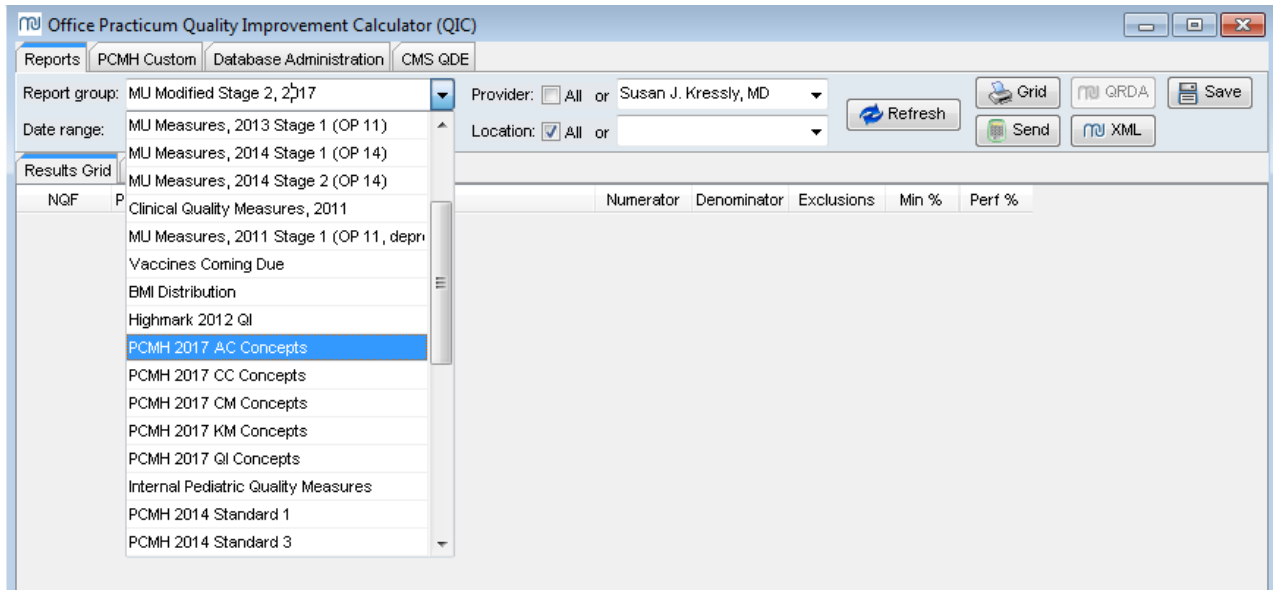 Office Practicum Quality Improvement Calculator (QIC)
Reports PCMH Custom Database Administration CMS QDE
Report group: MU Modified Stage 2, 2017 Provider: All or Susan J. Kressly, MD Refresh Grid QRDA Save
Date range: Location: All or Send XML
MU Measures, 2013 Stage 1 (OP 11)
MU Measures, 2014 Stage 1 (OP 14)
Results Grid
MU Measures, 2014 Stage 2 (OP 14)
NQF P Numerator Denominator Exclusions Min % Perf %
Clinical Quality Measures, 2011
MU Measures, 2011 Stage 1 (OP 11, depr
Vaccines Coming Due
BMI Distribution
Highmark 2012 QI
PCMH 2017 AC Concepts
PCMH 2017 CC Concepts
PCMH 2017 CM Concepts
PCMH 2017 KM Concepts
PCMH 2017 QI Concepts
Internal Pediatric Quality Measures
PCMH 2014 Standard 1
PCMH 2014 Standard 3